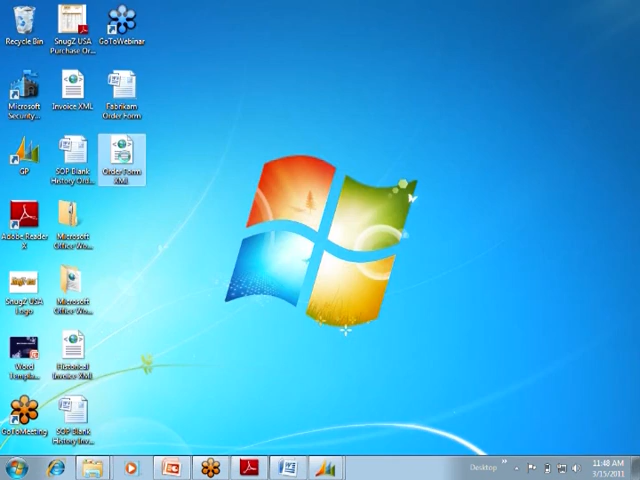 Recycle Bin
SnugZ USA
Purchase Or...
GoToWebinar
Microsoft
Security...
Invoice XML
Fabrikam
Order Form
GP
SOP Blank
History Ord...
Order Form
XML
Adobe Reader
X
Microsoft
Office Wo...
SnugZ USA
Logo
Microsoft
Office Wo...
Word
Templa...
Historical
Invoice XML
GoToMeeting
SOP Blank
History Inv...
Desktop
11:48 AM
3/15/2011